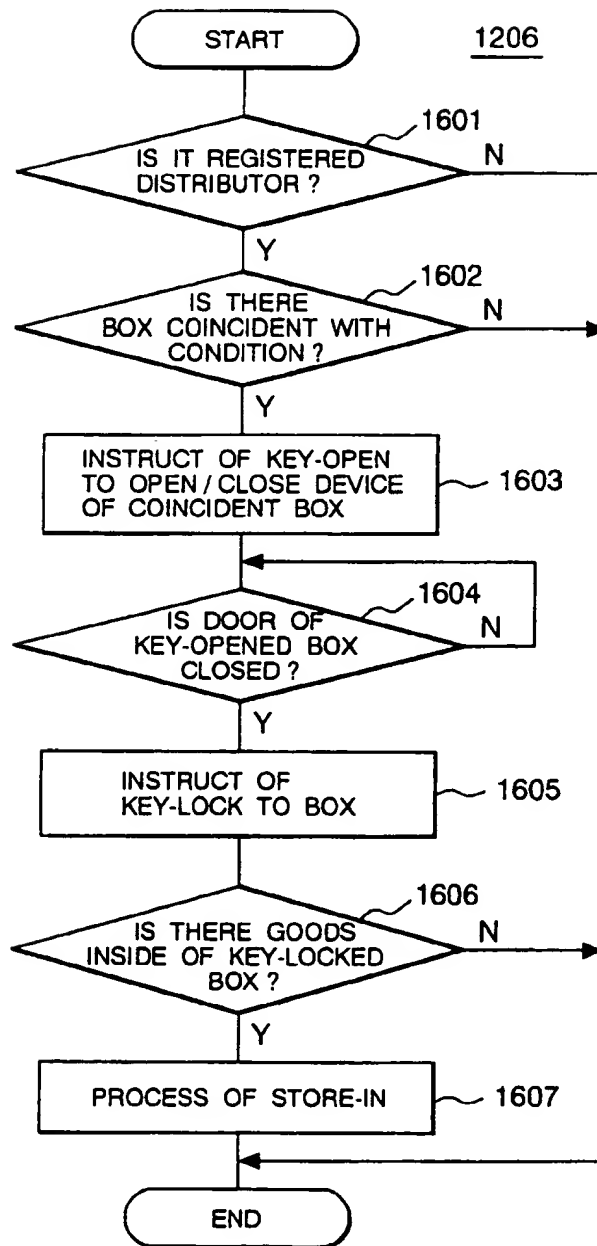 START
1206
1601
IS IT REGISTERED
DISTRIBUTOR ?
N
Y
1602
IS THERE
BOX COINCIDENT WITH
CONDITION ?
N
Y
INSTRUCT OF KEY-OPEN
TO OPEN / CLOSE DEVICE
OF COINCIDENT BOX
1603
1604
IS DOOR OF
KEY-OPENED BOX
CLOSED ?
N
Y
INSTRUCT OF
KEY-LOCK TO BOX
1605
1606
IS THERE GOODS
INSIDE OF KEY-LOCKED
BOX ?
N
Y
PROCESS OF STORE-IN
1607
END